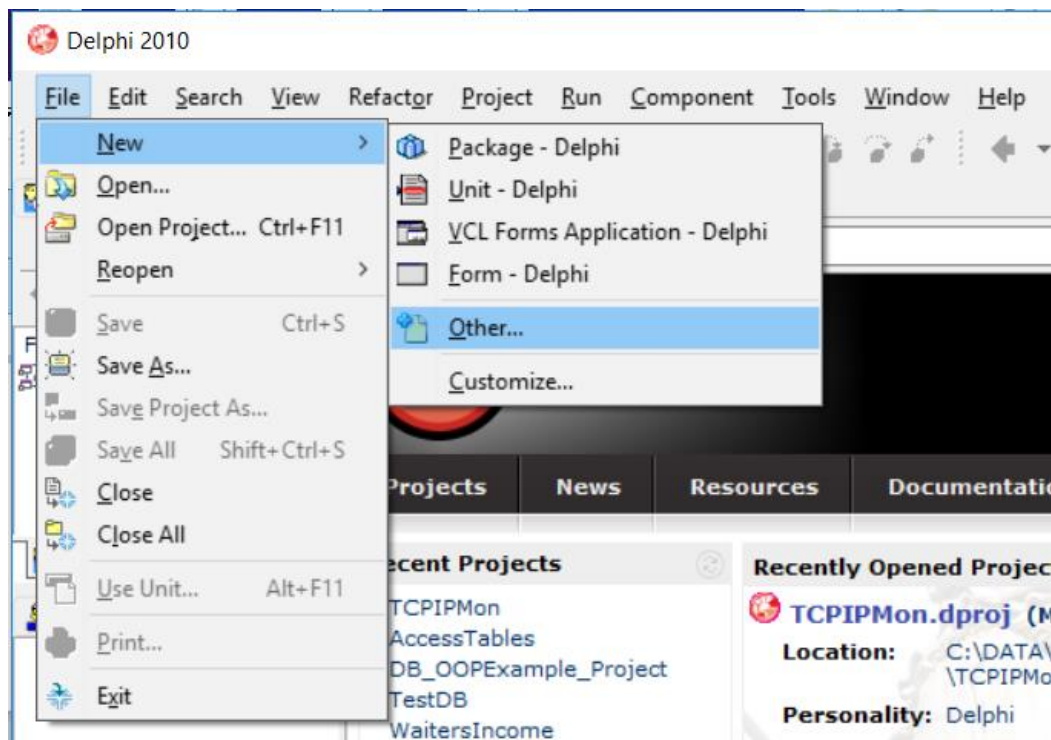 Delphi 2010
File Edit Search View Refactor Project Run Component Tools Window Help
New
Open...
Open Project... Ctrl+F11
Reopen
Save Ctrl+S
Save As...
Save Project As...
Save All Shift+Ctrl+S
Close
Close All
Use Unit... Alt+F11
Print...
Exit
Package - Delphi
Unit - Delphi
VCL Forms Application - Delphi
Form - Delphi
Other...
Customize...
Projects News Resources Documentatio
ecent Projects
TCPIPMon
AccessTables
DB_OOPExample_Project
TestDB
WaitersIncome
Recently Opened Projec
TCPIPMon.dproj (M
Location: C:\DATA\
\TCPIPMo
Personality: Delphi